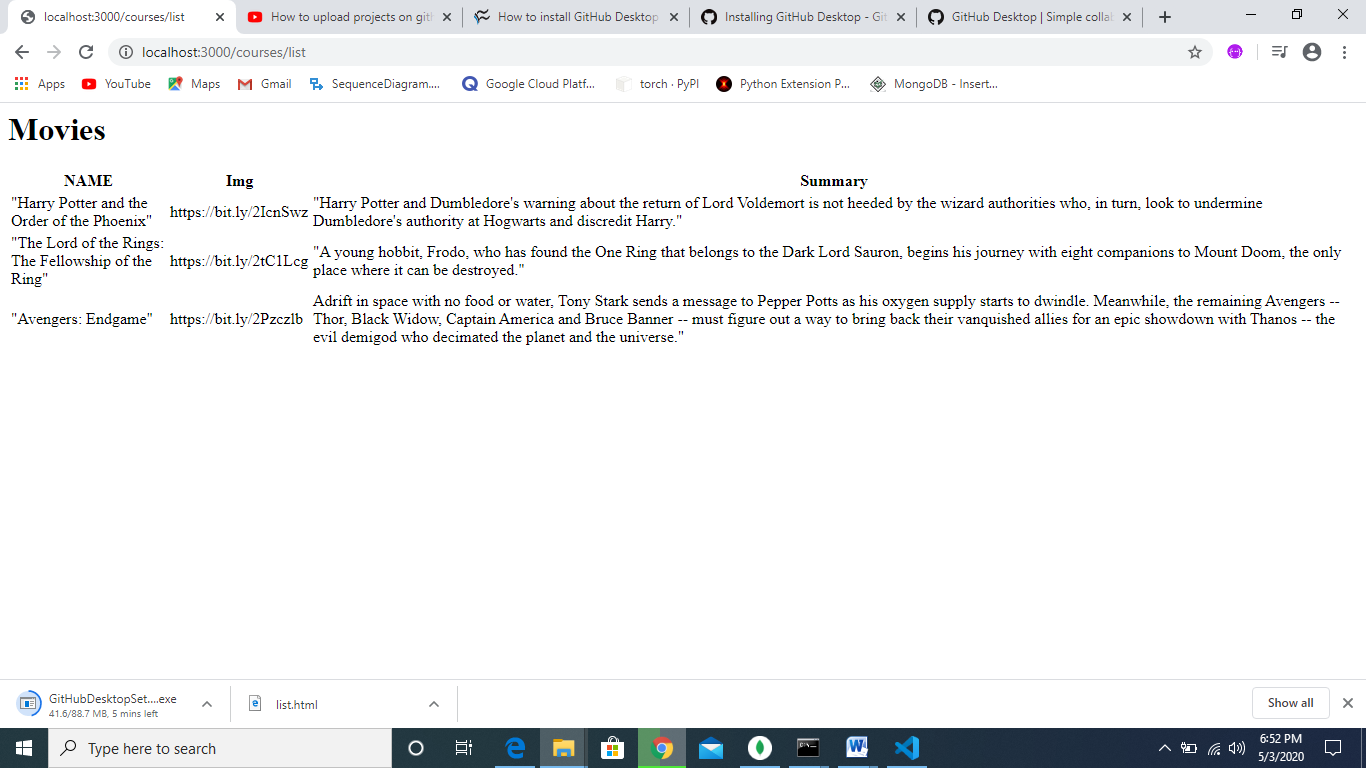 localhost:3000/courses/list
How to upload projects on gith
How to install GitHub Desktop
Installing GitHub Desktop - Git
GitHub Desktop | Simple collab
localhost:3000/courses/list
Apps YouTube Maps Gmail SequenceDiagram.... Google Cloud Platf... torch · PyPI Python Extension P... MongoDB - Insert...
Movies
NAME Img Summary
"Harry Potter and the
Order of the Phoenix"
https://bit.ly/2IcnSwz
"Harry Potter and Dumbledore's warning about the return of Lord Voldemort is not heeded by the wizard authorities who, in turn, look to undermine
Dumbledore's authority at Hogwarts and discredit Harry."
"The Lord of the Rings:
The Fellowship of the
Ring"
https://bit.ly/2tC1Lcg
"A young hobbit, Frodo, who has found the One Ring that belongs to the Dark Lord Sauron, begins his journey with eight companions to Mount Doom, the only
place where it can be destroyed."
"Avengers: Endgame"
https://bit.ly/2Pzczlb
Adrift in space with no food or water, Tony Stark sends a message to Pepper Potts as his oxygen supply starts to dwindle. Meanwhile, the remaining Avengers --
Thor, Black Widow, Captain America and Bruce Banner -- must figure out a way to bring back their vanquished allies for an epic showdown with Thanos -- the
evil demigod who decimated the planet and the universe."
GitHubDesktopSet....exe
41.6/88.7 MB, 5 mins left
list.html
Show all
Type here to search
6:52 PM
5/3/2020